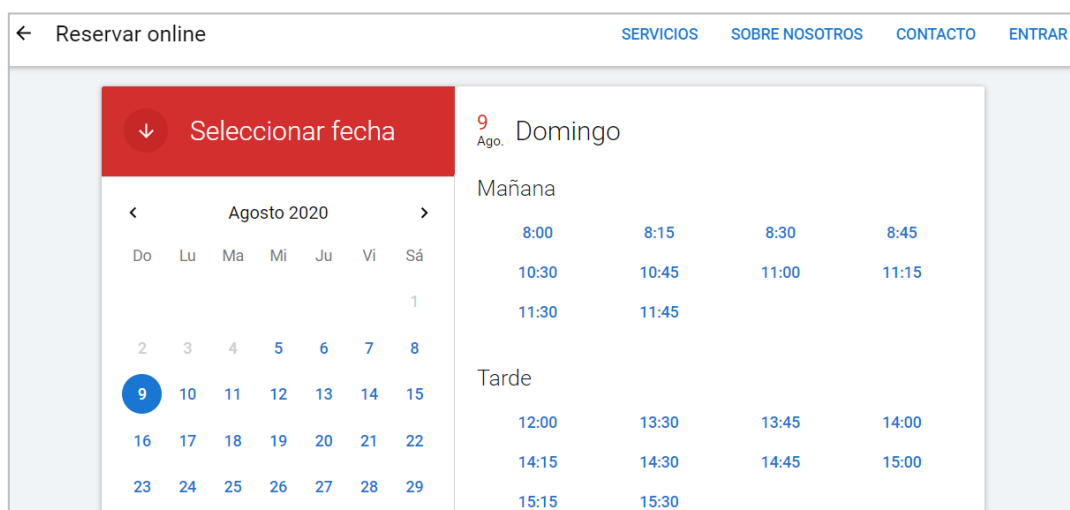 Reservar online
SERVICIOS SOBRE NOSOTROS CONTACTO ENTRAR
Seleccionar fecha
Agosto 2020
Do Lu Ma Mi Ju Vi Sá
1
2 3 4 5 6 7 8
9 10 11 12 13 14 15
16 17 18 19 20 21 22
23 24 25 26 27 28 29
9 Ago. Domingo
Mañana
8:00 8:15 8:30 8:45
10:30 10:45 11:00 11:15
11:30 11:45
Tarde
12:00 13:30 13:45 14:00
14:15 14:30 14:45 15:00
15:15 15:30